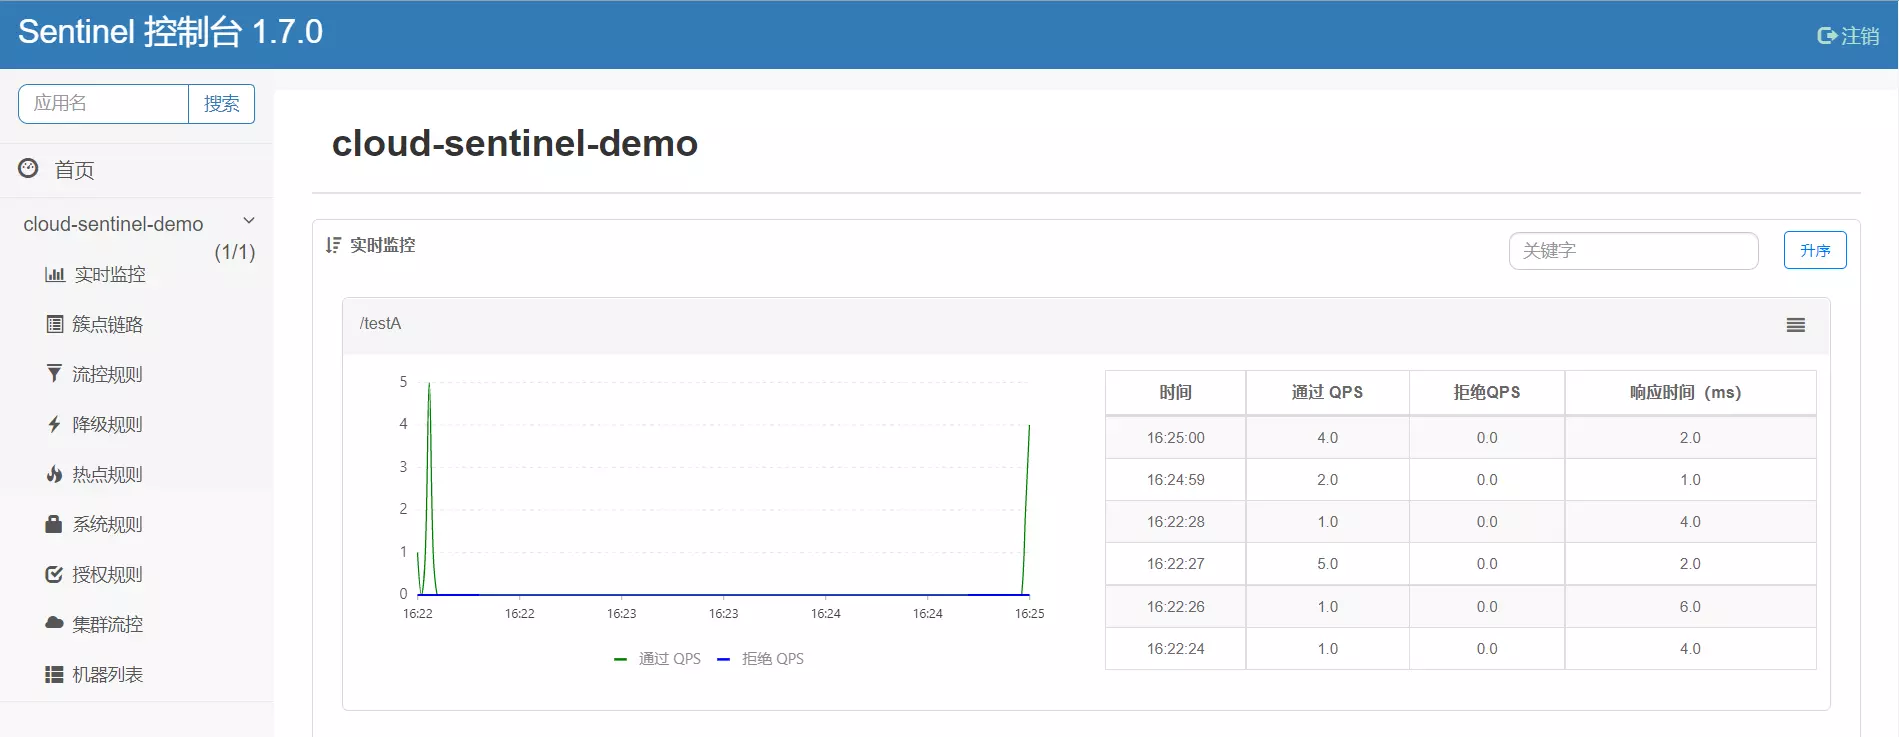 Sentinel 控制台 1.7.0
注销
应用名 搜索
首页
cloud-sentinel-demo
(1/1)
实时监控
簇点链路
流控规则
降级规则
热点规则
系统规则
授权规则
集群流控
机器列表
cloud-sentinel-demo
实时监控
关键字 升序
/testA
5
4
3
2
1
0
16:22 16:22 16:23 16:23 16:24 16:24 16:25
通过 QPS 拒绝 QPS
时间 通过 QPS 拒绝QPS 响应时间（ms）
16:25:00 4.0 0.0 2.0
16:24:59 2.0 0.0 1.0
16:22:28 1.0 0.0 4.0
16:22:27 5.0 0.0 2.0
16:22:26 1.0 0.0 6.0
16:22:24 1.0 0.0 4.0